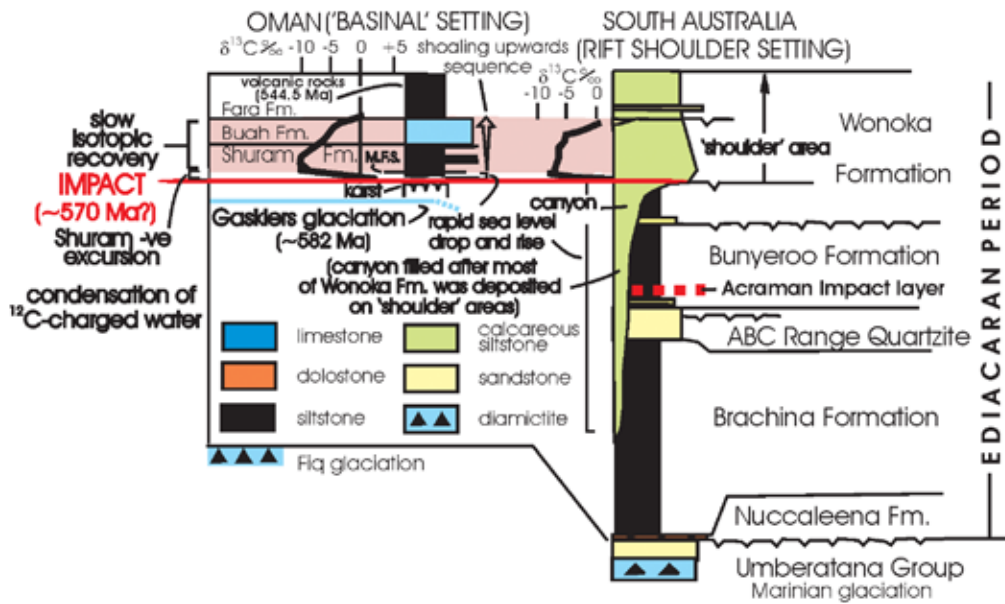 OMAN ('BASINAL' SETTING)
SOUTH AUSTRALIA
(RIFT SHOULDER SETTING)
δ¹³C‰ -10 -5 0 +5
shoaling upwards
sequence
δ¹³C‰
-10 -5 0
volcanic rocks
(544.5 Ma)
Fara Fm.
Buah Fm.
Shuram Fm.
M.F.S.
slow
isotopic
recovery
IMPACT
(~570 Ma?)
Shuram -ve
excursion
condensation of
¹²C-charged water
karst
Gaskiers glaciation
(~582 Ma)
rapid sea level
drop and rise
(canyon filled after most
of Wonoka Fm. was deposited
on 'shoulder' areas)
canyon
'shoulder' area
Wonoka
Formation
Bunyeroo Formation
Acraman Impact layer
ABC Range Quartzite
Brachina Formation
Nuccaleena Fm.
Umberatana Group
Marinian glaciation
EDIACARAN PERIOD
limestone
dolostone
siltstone
calcareous
siltstone
sandstone
diamictite
Fiq glaciation